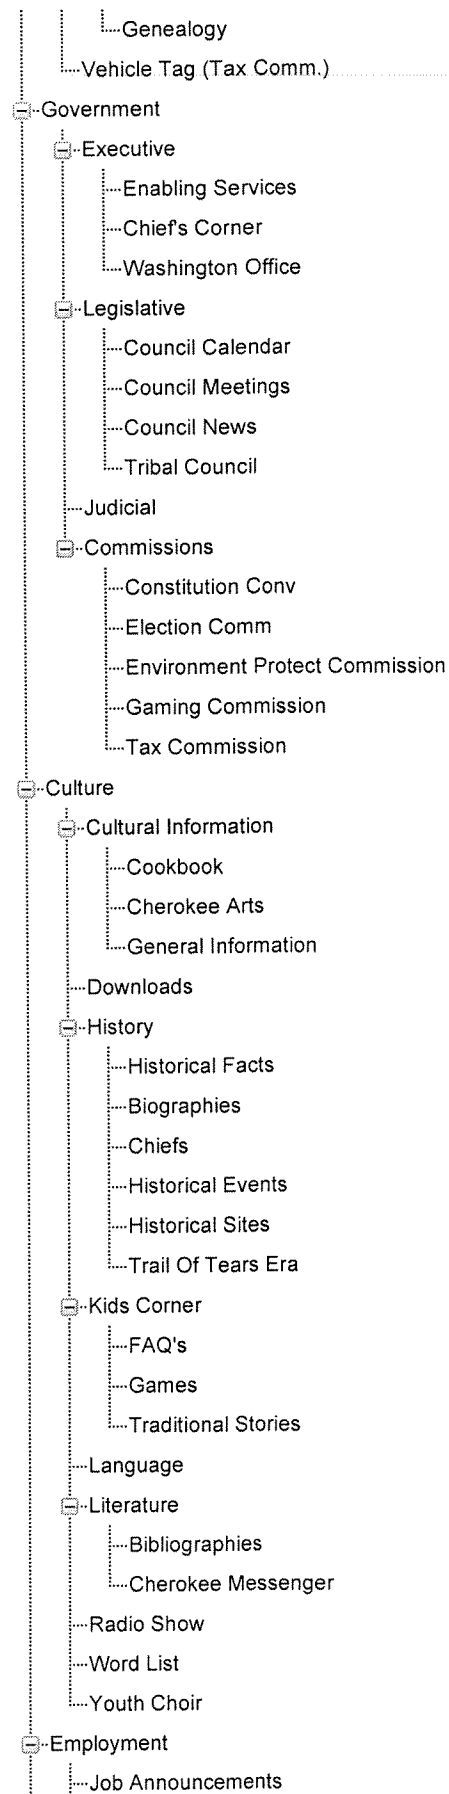 Genealogy
Vehicle Tag (Tax Comm.)
Government
Executive
Enabling Services
Chief's Corner
Washington Office
Legislative
Council Calendar
Council Meetings
Council News
Tribal Council
Judicial
Commissions
Constitution Conv
Election Comm
Environment Protect Commission
Gaming Commission
Tax Commission
Culture
Cultural Information
Cookbook
Cherokee Arts
General Information
Downloads
History
Historical Facts
Biographies
Chiefs
Historical Events
Historical Sites
Trail Of Tears Era
Kids Corner
FAQ's
Games
Traditional Stories
Language
Literature
Bibliographies
Cherokee Messenger
Radio Show
Word List
Youth Choir
Employment
Job Announcements